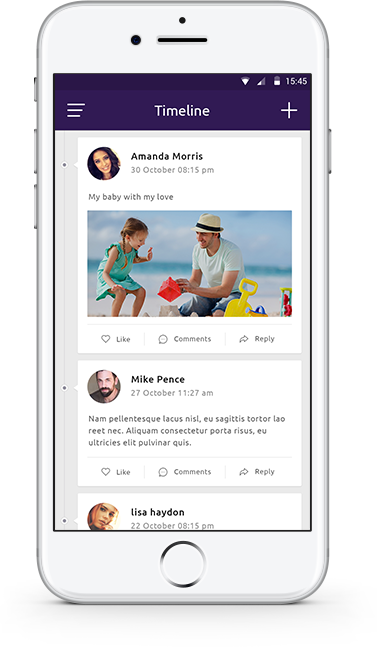 15:45
Timeline
Amanda Morris
30 October 08:15 pm
My baby with my love
Like Comments Reply
Mike Pence
27 October 11:27 am
Nam pellentesque lacus nisl, eu sagittis tortor lao
reet nec. Aliquam consectetur porta risus, eu
ultricies elit pulvinar quis.
Like Comments Reply
lisa haydon
22 October 08:15 pm